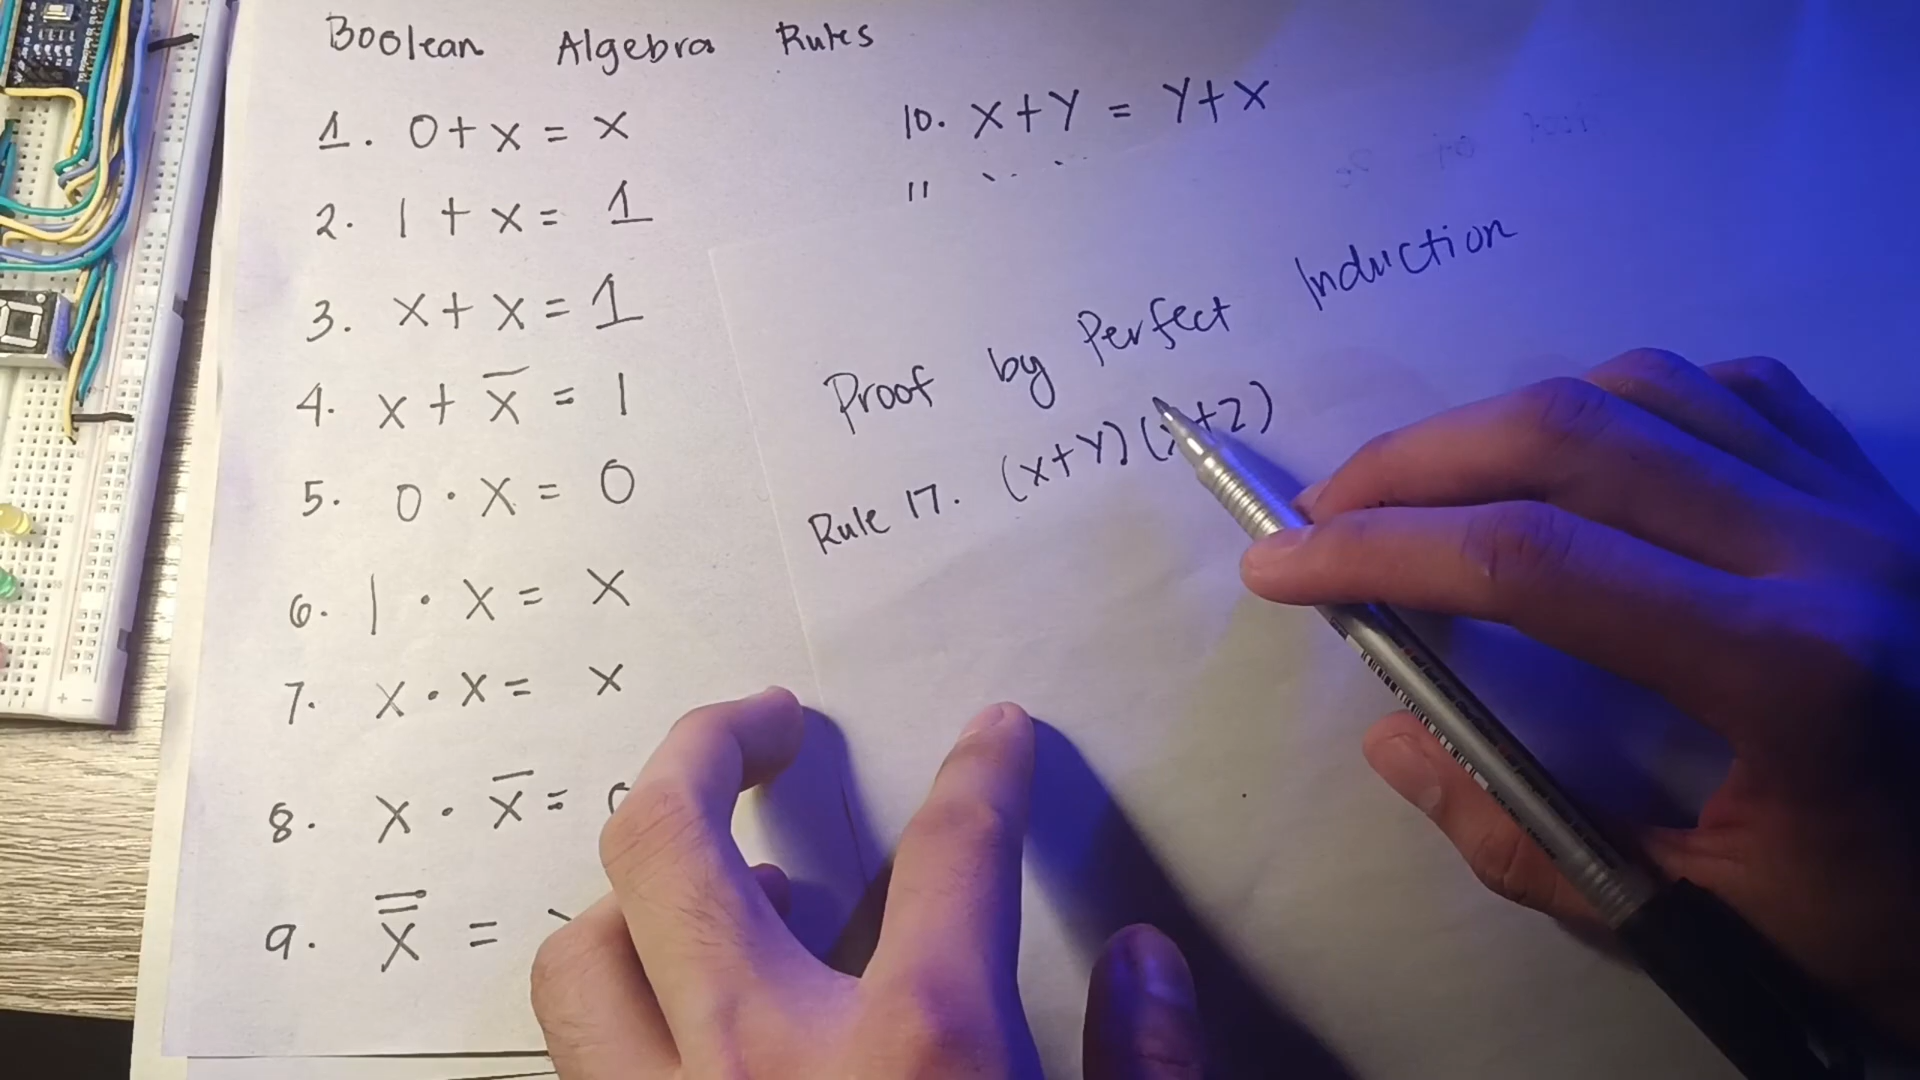 Boolean Algebra Rules
1. 0 + x = x
2. 1 + x = 1
3. x + x = 1
4. x + x̅ = 1
5. 0 · x = 0
6. 1 · x = x
7. x · x = x
8. x · x̅ =
9. x̿ =
10. X + Y = Y + X
11
Proof by Perfect Induction
Rule 17. (x+y)(x+z)